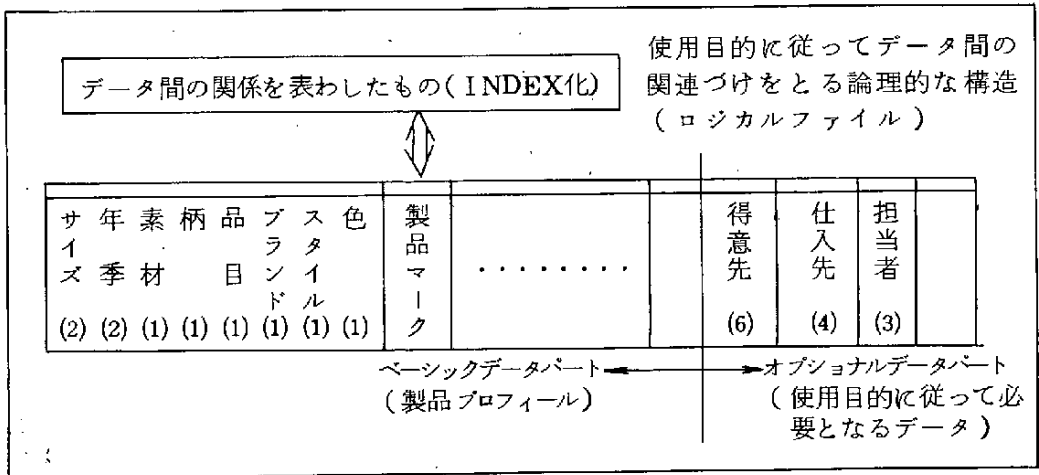 データ間の関係を表わしたもの(INDEX化)
使用目的に従ってデータ間の
関連づけをとる論理的な構造
(ロジカルファイル)
サイズ
(2)
年季
(2)
素材
(1)
柄
(1)
品目
(1)
ブランド
(1)
スタイル
(1)
色
(1)
製品マーク
‥‥‥‥
得意先
(6)
仕入先
(4)
担当者
(3)
ベーシックデータパート
(製品プロフィール)
オプショナルデータパート
(使用目的に従って必
要となるデータ)